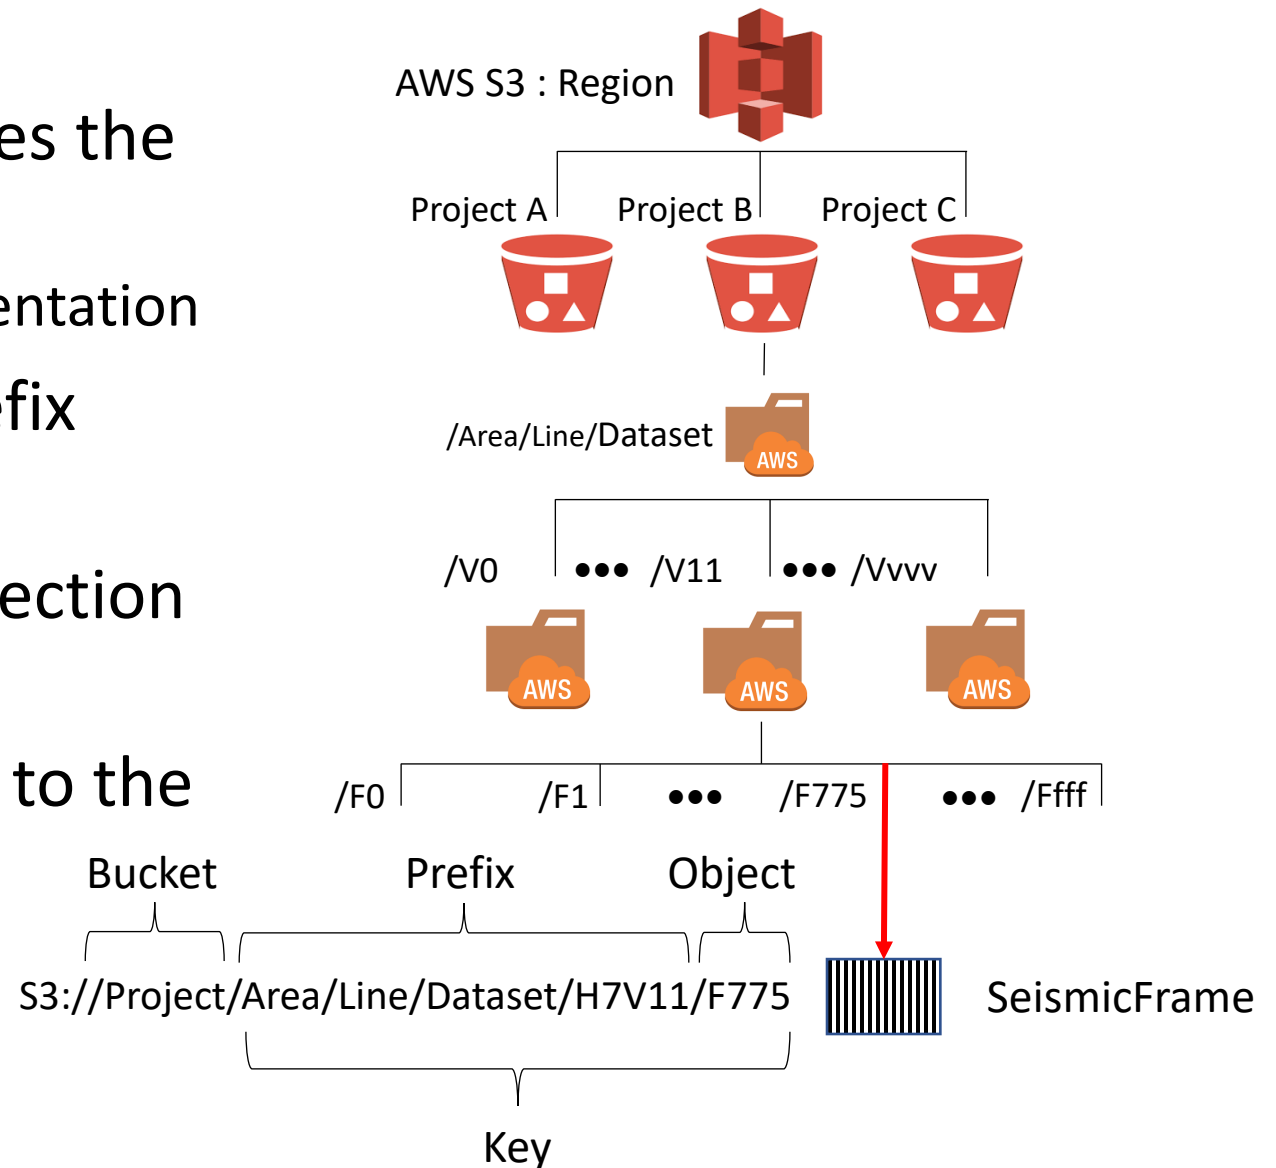 AWS S3 : Region
es the
Project A Project B Project C
entation
efix
/Area/Line/Dataset
AWS
/V0 ••• /V11 ••• /Vvvv
ection
AWS AWS AWS
to the
/F0 /F1 ••• /F775 ••• /Ffff
Bucket Prefix Object
S3://Project/Area/Line/Dataset/H7V11/F775 SeismicFrame
Key